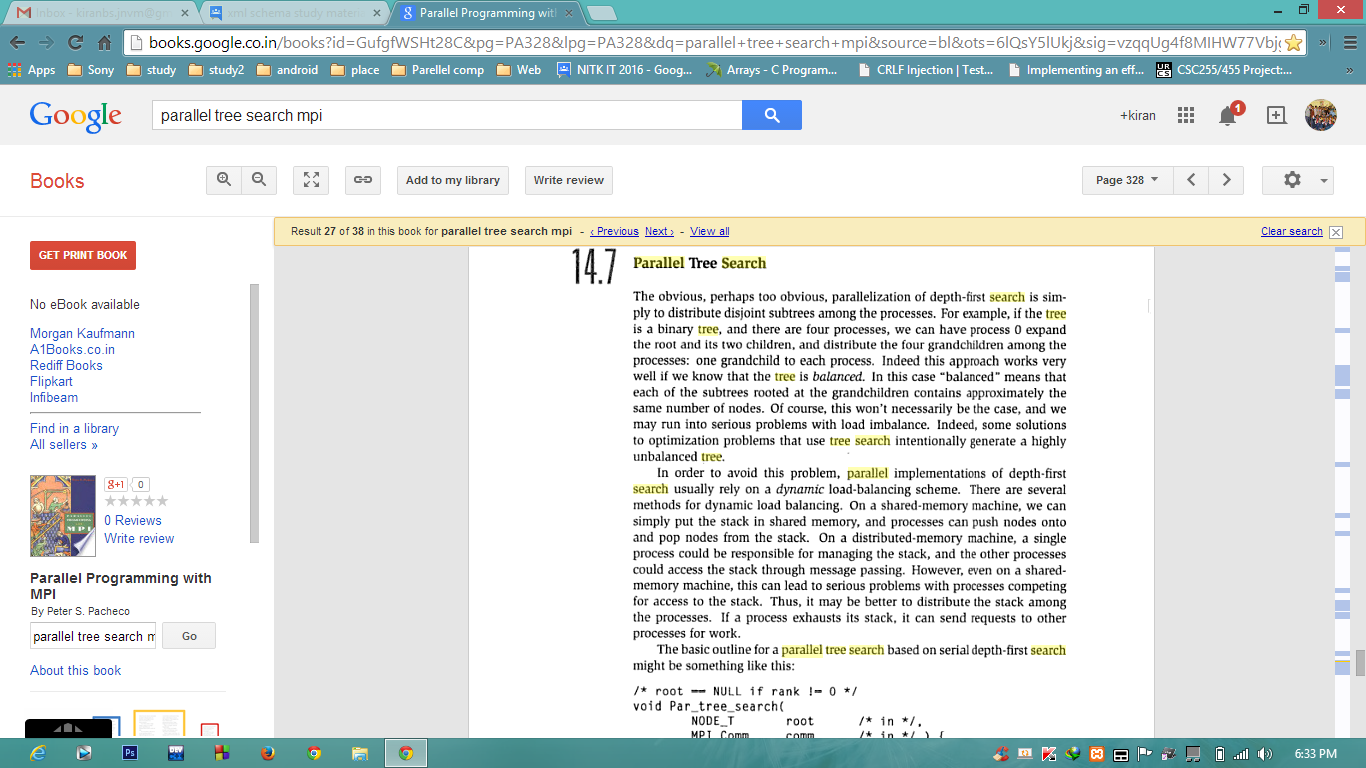 Inbox - kiranbs.jnvm@gm
xml schema study materi
Parallel Programming with
books.google.co.in/books?id=GufgfWSHt28C&pg=PA328&lpg=PA328&dq=parallel+tree+search+mpi&source=bl&ots=6lQsY5lUkj&sig=vzqqUg4f8MIHW77Vbj
Apps Sony study study2 android place Parellel comp Web NITK IT 2016 - Goog... Arrays - C Program... CRLF Injection | Test... Implementing an eff... CSC255/455 Project:... »
Google
parallel tree search mpi
+kiran
1
Books
Add to my library
Write review
Page 328
Result 27 of 38 in this book for parallel tree search mpi - ‹ Previous Next › - View all
Clear search
GET PRINT BOOK
No eBook available
Morgan Kaufmann
A1Books.co.in
Rediff Books
Flipkart
Infibeam
Find in a library
All sellers »
g+1 0
0 Reviews
Write review
MPI
Parallel Programming with
MPI
By Peter S. Pacheco
parallel tree search m
Go
About this book
14.7 Parallel Tree Search
The obvious, perhaps too obvious, parallelization of depth-first search is sim-
ply to distribute disjoint subtrees among the processes. For example, if the tree
is a binary tree, and there are four processes, we can have process 0 expand
the root and its two children, and distribute the four grandchildren among the
processes: one grandchild to each process. Indeed this approach works very
well if we know that the tree is balanced. In this case “balanced” means that
each of the subtrees rooted at the grandchildren contains approximately the
same number of nodes. Of course, this won’t necessarily be the case, and we
may run into serious problems with load imbalance. Indeed, some solutions
to optimization problems that use tree search intentionally generate a highly
unbalanced tree.
In order to avoid this problem, parallel implementations of depth-first
search usually rely on a dynamic load-balancing scheme. There are several
methods for dynamic load balancing. On a shared-memory machine, we can
simply put the stack in shared memory, and processes can push nodes onto
and pop nodes from the stack. On a distributed-memory machine, a single
process could be responsible for managing the stack, and the other processes
could access the stack through message passing. However, even on a shared-
memory machine, this can lead to serious problems with processes competing
for access to the stack. Thus, it may be better to distribute the stack among
the processes. If a process exhausts its stack, it can send requests to other
processes for work.
The basic outline for a parallel tree search based on serial depth-first search
might be something like this:
/* root == NULL if rank != 0 */
void Par_tree_search(
NODE_T root /* in */,
MPI_Comm comm /* in */ ) {
6:33 PM